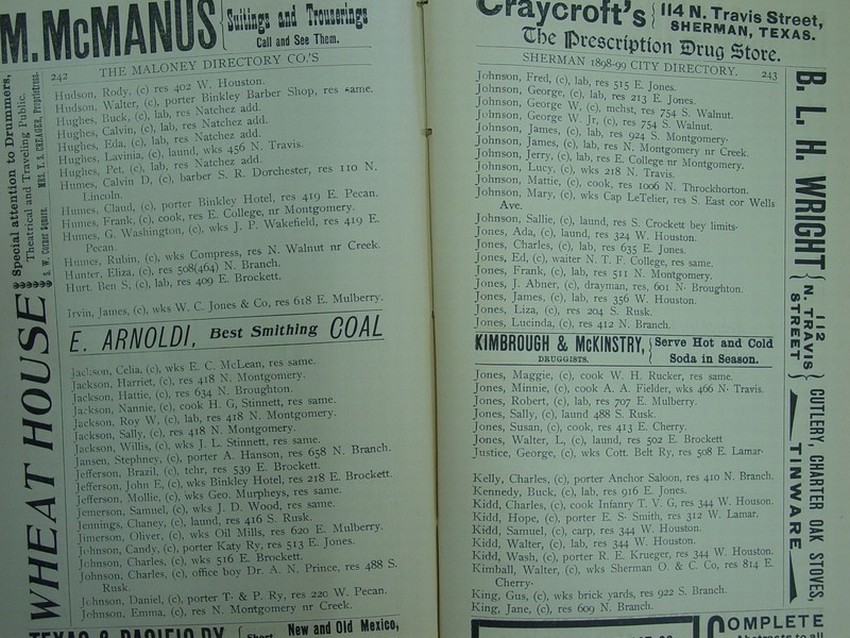 M. McMANUS { Suitings and Trouserings
Call and See Them.
242 THE MALONEY DIRECTORY CO.'S
Hudson, Rody, (c) res 402 W. Houston.
Hudson, Walter, (c), porter Binkley Barber Shop, res same.
Hughes, Buck, (c), lab, res Natchez add.
Hughes, Calvin, (c), lab, res Natchez add.
Hughes, Eda, (c), lab, res Natchez add.
Hughes, Lavinia, (c), laund, wks 456 N. Travis.
Hughes, Pet, (c), lab, res Natchez add.
Humes, Calvin D, (c), barber S. R. Dorchester, res 110 N.
Lincoln.
Humes, Claud, (c), porter Binkley Hotel, res 419 E. Pecan.
Humes, Frank, (c), cook, res E. College, nr Montgomery.
Humes, G. Washington, (c), wks J. P. Wakefield, res 419 E.
Pecan.
Humes, Rubin, (c), wks Compress, res N. Walnut nr Creek.
Hunter, Eliza, (c), res 508(464) N. Branch.
Hurt, Ben S, (c), lab, res 409 E. Brockett.
Irvin, James, (c), wks W. C. Jones & Co, res 618 E. Mulberry.
E. ARNOLDI, Best Smithing COAL
Jackson, Celia, (c), wks E. C. McLean, res same.
Jackson, Harriet, (c), res 418 N. Montgomery.
Jackson, Hattie, (c), res 634 N. Broughton.
Jackson, Nannie, (c), cook H. G, Stinnett, res same.
Jackson, Roy W, (c), lab, res 418 N. Montgomery.
Jackson, Sally, (c), res 418 N. Montgomery.
Jackson, Willis, (c), wks J. L. Stinnett, res same.
Jansen, Stephney, (c), porter A. Hanson, res 658 N. Branch.
Jefferson, Brazil, (c), tchr, res 539 E. Brockett.
Jefferson, John E, (c), wks Binkley Hotel, res 218 E. Brockett.
Jefferson, Mollie, (c), wks Geo. Murpheys, res same.
Jemerson, Samuel, (c), wks J. D. Wood, res same.
Jennings, Chaney, (c), laund, res 416 S. Rusk.
Jimerson, Oliver, (c), wks Oil Mills, res 620 E. Mulberry.
Johnson, Candy, (c), porter Katy Ry, res 513 E. Jones.
Johnson, Charles, (c), wks 516 E. Brockett.
Johnson, Charles, (c), office boy Dr. A. N. Prince, res 488 S.
Rusk.
Johnson, Daniel, (c), porter T. & P. Ry, res 220 W. Pecan.
Johnson, Emma, (c), res N. Montgomery nr Creek.
TEXAS & PACIFIC RY. { Short New and Old Mexico,
WHEAT HOUSE
Special attention to Drummers,
Theatrical and Traveling Public.
MRS. T. S. CREAGER, Proprietress.
S. W. Corner Square.
Craycroft's { 114 N. Travis Street,
SHERMAN, TEXAS.
The Prescription Drug Store.
SHERMAN 1898-99 CITY DIRECTORY. 243
Johnson, Fred, (c), lab, res 515 E. Jones.
Johnson, George, (c), lab, res 213 E. Jones.
Johnson, George W. (c), mchst, res 754 S. Walnut.
Johnson, George W. Jr, (c), res 754 S. Walnut.
Johnson, James, (c), lab, res 924 S. Montgomery.
Johnson, James, (c), lab, res N. Montgomery nr Creek.
Johnson, Jerry, (c), lab, res E. College nr Montgomery.
Johnson, Lucy, (c), wks 218 N. Travis.
Johnson, Mattie, (c), cook, res 1006 N. Throckhorton.
Johnson, Mary, (c), wks Cap LeTelier, res S. East cor Wells
Ave.
Johnson, Sallie, (c), laund, res S. Crockett bey limits.
Jones, Ada, (c), laund, res 324 W. Houston.
Jones, Charles, (c), lab, res 635 E. Jones.
Jones, Ed, (c), waiter N. T. F. College, res same.
Jones, Frank, (c), lab, res 511 N. Montgomery.
Jones, J. Abner, (c), drayman, res, 601 N. Broughton.
Jones, James, (c), lab, res 356 W. Houston.
Jones, Liza, (c), res 204 S. Rusk.
Jones, Lucinda, (c), res 412 N. Branch.
KIMBROUGH & McKINSTRY, { Serve Hot and Cold
DRUGGISTS. Soda in Season.
Jones, Maggie, (c), cook W. H. Rucker, res same.
Jones, Minnie, (c), cook A. A. Fielder, wks 466 N. Travis.
Jones, Robert, (c), lab, res 707 E. Mulberry.
Jones, Sally, (c), laund 488 S. Rusk.
Jones, Susan, (c), cook, res 413 E. Cherry.
Jones, Walter, L, (c), laund, res 502 E. Brockett
Justice, George, (c), wks Cott. Belt Ry, res 508 E. Lamar.
Kelly, Charles, (c), porter Anchor Saloon, res 410 N. Branch.
Kennedy, Buck, (c), lab, res 916 E. Jones.
Kidd, Charles, (c), cook Infantry T. V. G, res 344 W. Houson.
Kidd, Hope, (c), porter E. S. Smith, res 312 W. Lamar.
Kidd, Samuel, (c), carp, res 344 W. Houston.
Kidd, Walter, (c), lab, res 344 W. Houston.
Kidd, Wash, (c), porter R. E. Krueger, res 344 W. Houston.
Kimball, Walter, (c), wks Sherman O. & C. Co, res 814 E.
Cherry.
King, Gus, (c), wks brick yards, res 922 S. Branch.
King, Jane, (c), res 609 N. Branch.
COMPLETE
B. L. H. WRIGHT { 112
N. TRAVIS
STREET }
CUTLERY, CHARTER OAK STOVES,
TINWARE